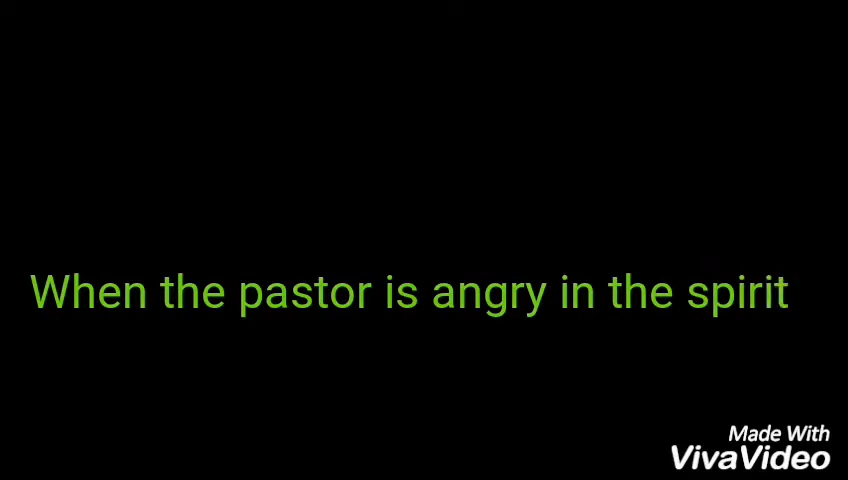 When the pastor is angry in the spirit
Made With
VivaVideo